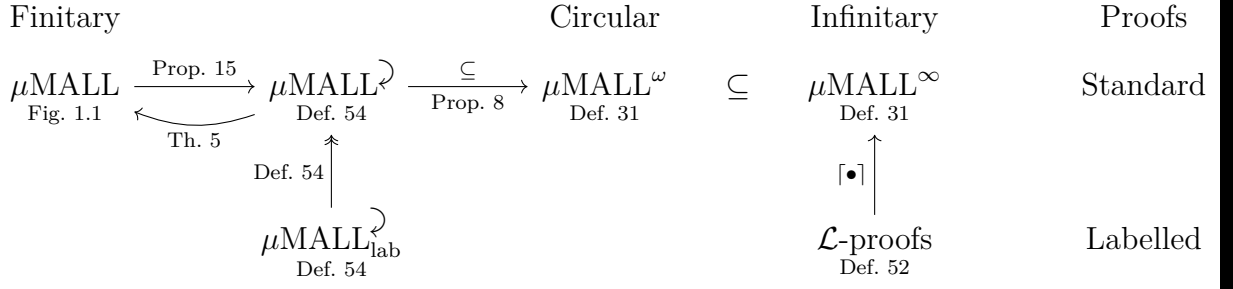 Finitary Circular Infinitary Proofs
Prop. 15 ⊆
μMALL μMALL↩ μMALL^ω ⊆ μMALL^∞ Standard
Fig. 1.1 Def. 54 Prop. 8 Def. 31 Def. 31
Th. 5
Def. 54 ⌈•⌉
μMALL↩_lab 𝓛-proofs Labelled
Def. 54 Def. 52